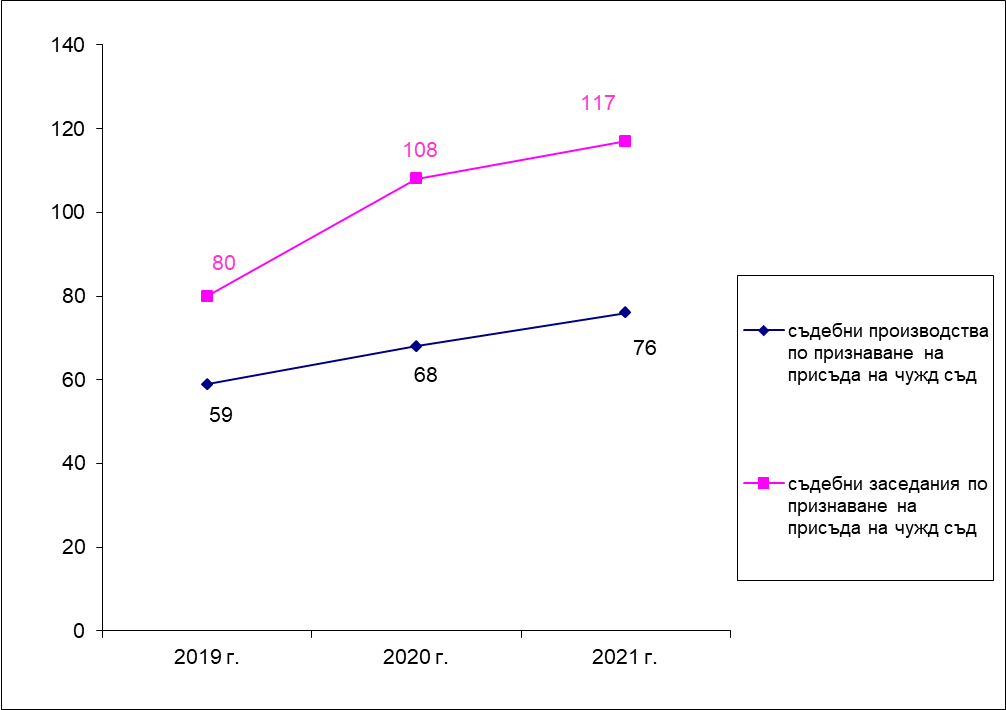 140
120
100
80
60
40
20
0
117
108
80
76
68
59
2019 г.
2020 г.
2021 г.
съдебни производства
по признаване на
присъда на чужд съд
съдебни заседания по
признаване на
присъда на чужд съд